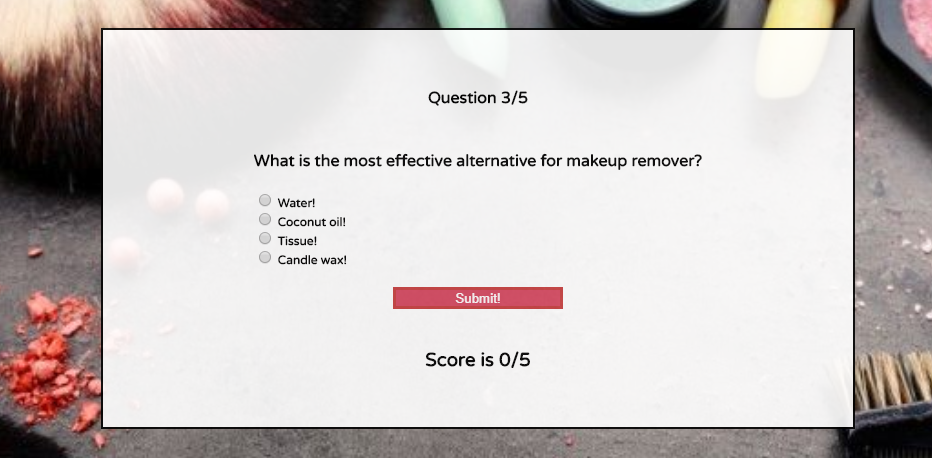 Question 3/5
What is the most effective alternative for makeup remover?
Water!
Coconut oil!
Tissue!
Candle wax!
Submit!
Score is 0/5